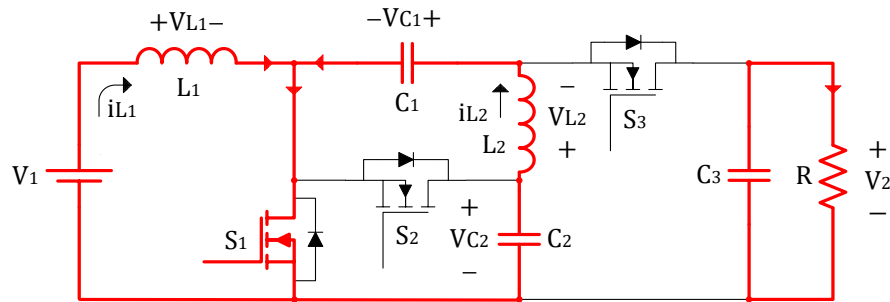 +VL1−
−VC1+
iL1
L1
C1
iL2
−
VL2
+
L2
S3
V1
C3
R
+
V2
−
S1
S2
+
VC2
−
C2